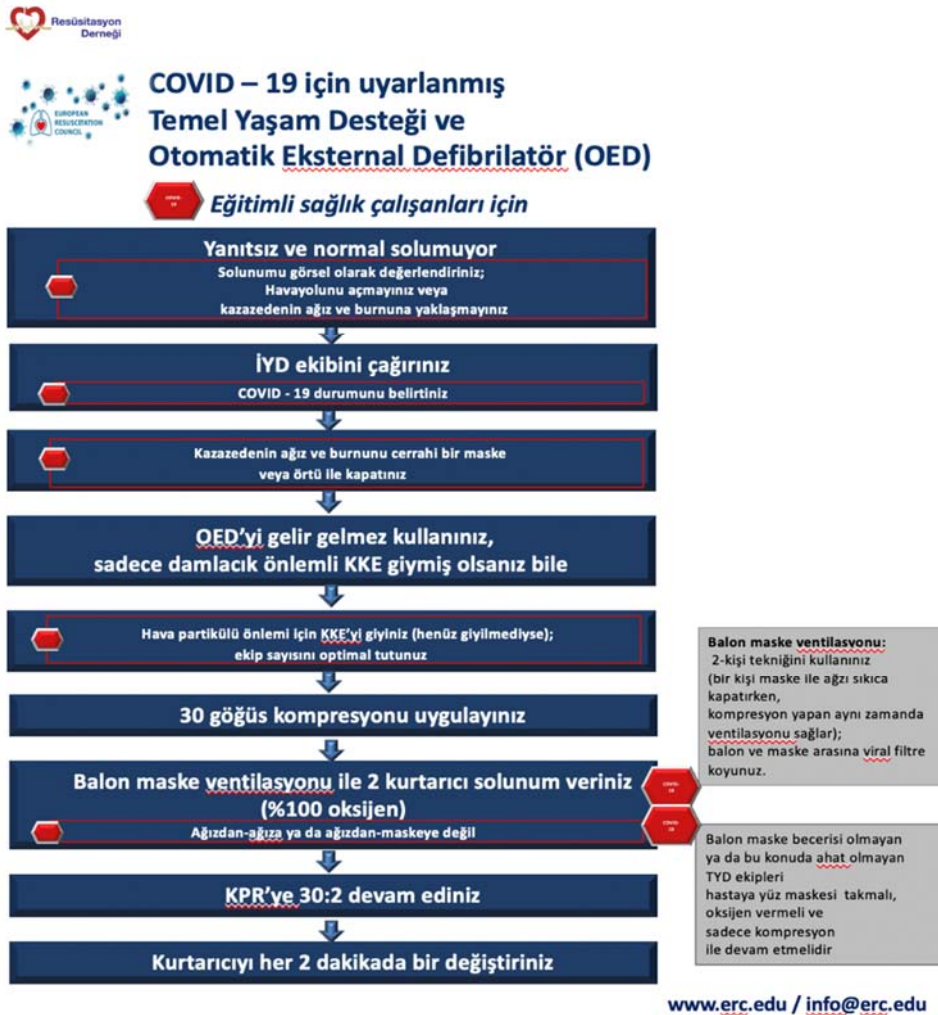 Resüsitasyon
Derneği
EUROPEAN
RESUSCITATION
COUNCIL
COVID – 19 için uyarlanmış
Temel Yaşam Desteği ve
Otomatik Eksternal Defibrilatör (OED)
COVID-
19
Eğitimli sağlık çalışanları için
Yanıtsız ve normal solumuyor
Solunumu görsel olarak değerlendiriniz;
Havayolunu açmayınız veya
kazazedenin ağız ve burnuna yaklaşmayınız
İYD ekibini çağırınız
COVID - 19 durumunu belirtiniz
Kazazedenin ağız ve burnunu cerrahi bir maske
veya örtü ile kapatınız
OED’yi gelir gelmez kullanınız,
sadece damlacık önlemli KKE giymiş olsanız bile
Hava partikülü önlemi için KKE’yi giyiniz (henüz giyilmediyse);
ekip sayısını optimal tutunuz
30 göğüs kompresyonu uygulayınız
Balon maske ventilasyonu ile 2 kurtarıcı solunum veriniz
(%100 oksijen)
Ağızdan-ağıza ya da ağızdan-maskeye değil
KPR’ye 30:2 devam ediniz
Kurtarıcıyı her 2 dakikada bir değiştiriniz
Balon maske ventilasyonu:
2-kişi tekniğini kullanınız
(bir kişi maske ile ağzı sıkıca
kapatırken,
kompresyon yapan aynı zamanda
ventilasyonu sağlar);
balon ve maske arasına viral filtre
koyunuz.
COVID-
19
COVID-
19
Balon maske becerisi olmayan
ya da bu konuda ahat olmayan
TYD ekipleri
hastaya yüz maskesi takmalı,
oksijen vermeli ve
sadece kompresyon
ile devam etmelidir
www.erc.edu / info@erc.edu